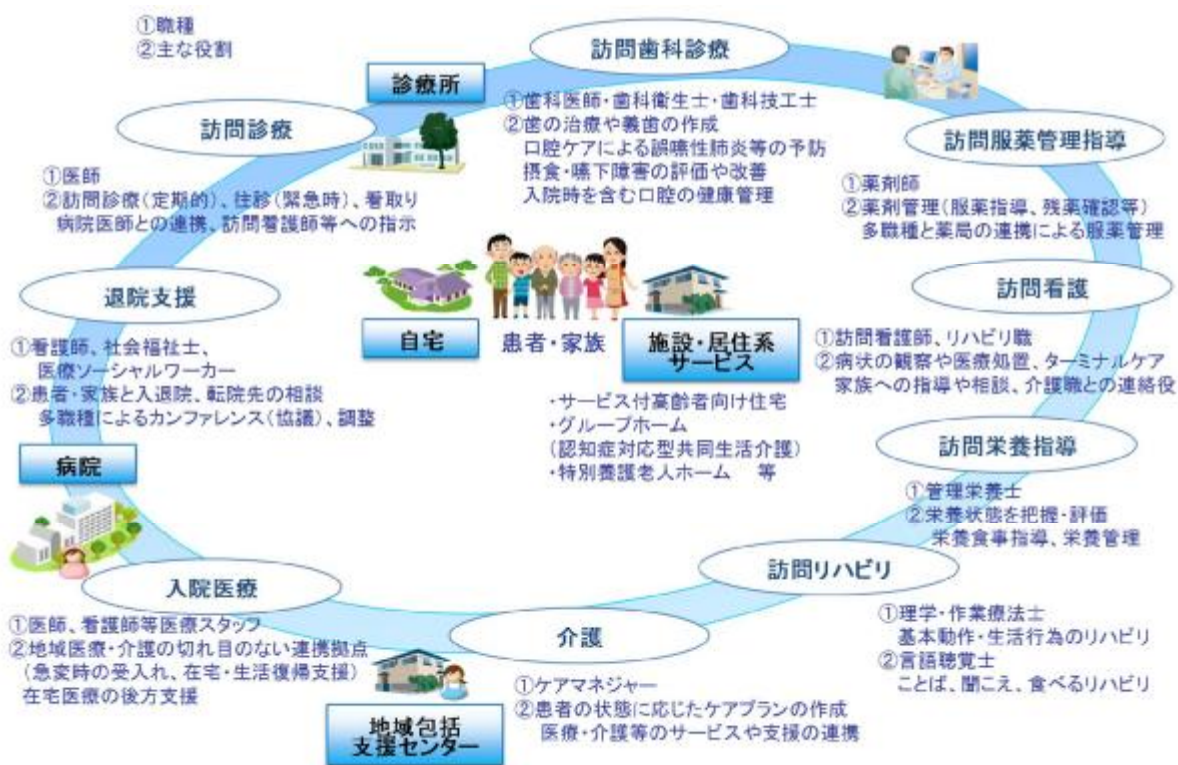 ①職種
②主な役割
訪問歯科診療
①歯科医師・歯科衛生士・歯科技工士
②歯の治療や義歯の作成
口腔ケアによる誤嚥性肺炎等の予防
摂食・嚥下障害の評価や改善
入院時を含む口腔の健康管理
診療所
訪問診療
①医師
②訪問診療(定期的)、往診(緊急時)、看取り
病院医師との連携、訪問看護師等への指示
訪問服薬管理指導
①薬剤師
②薬剤管理(服薬指導、残薬確認等)
多職種と薬局の連携による服薬管理
退院支援
①看護師、社会福祉士、
医療ソーシャルワーカー
②患者・家族と入退院、転院先の相談
多職種によるカンファレンス(協議)、調整
自宅
患者・家族
施設・居住系
サービス
・サービス付高齢者向け住宅
・グループホーム
(認知症対応型共同生活介護)
・特別養護老人ホーム 等
訪問看護
①訪問看護師、リハビリ職
②病状の観察や医療処置、ターミナルケア
家族への指導や相談、介護職との連絡役
訪問栄養指導
①管理栄養士
②栄養状態を把握・評価
栄養食事指導、栄養管理
病院
入院医療
①医師、看護師等医療スタッフ
②地域医療・介護の切れ目のない連携拠点
(急変時の受入れ、在宅・生活復帰支援)
在宅医療の後方支援
訪問リハビリ
①理学・作業療法士
基本動作・生活行為のリハビリ
②言語聴覚士
ことば、聞こえ、食べるリハビリ
介護
①ケアマネジャー
②患者の状態に応じたケアプランの作成
医療・介護等のサービスや支援の連携
地域包括
支援センター